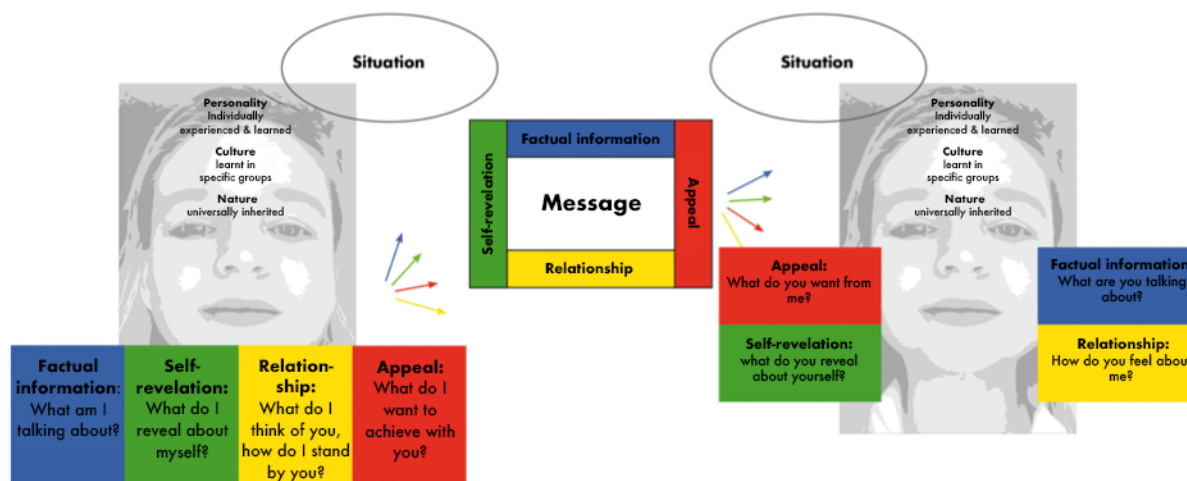 Situation
Personality
Individually
experienced & learned
Culture
learnt in
specific groups
Nature
universally inherited
Factual
information:
What am I
talking about?
Self-
revelation:
What do I
reveal about
myself?
Relation-
ship:
What do I
think of you,
how do I stand
by you?
Appeal:
What do I
want to
achieve with
you?
Self-revelation
Factual information
Message
Relationship
Appeal
Situation
Personality
Individually
experienced & learned
Culture
learnt in
specific groups
Nature
universally inherited
Appeal:
What do you want from
me?
Self-revelation:
what do you reveal
about yourself?
Factual information
What are you talking
about?
Relationship:
How do you feel about
me?